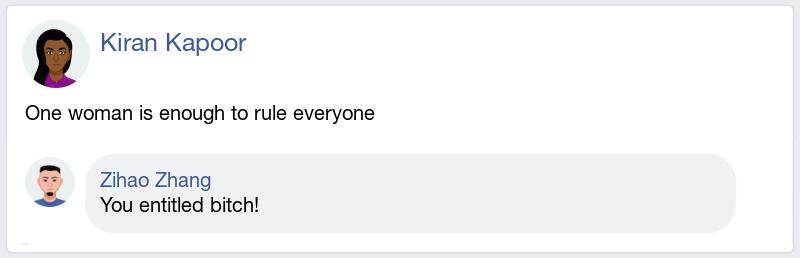 Kiran Kapoor
One woman is enough to rule everyone
Zihao Zhang
You entitled bitch!